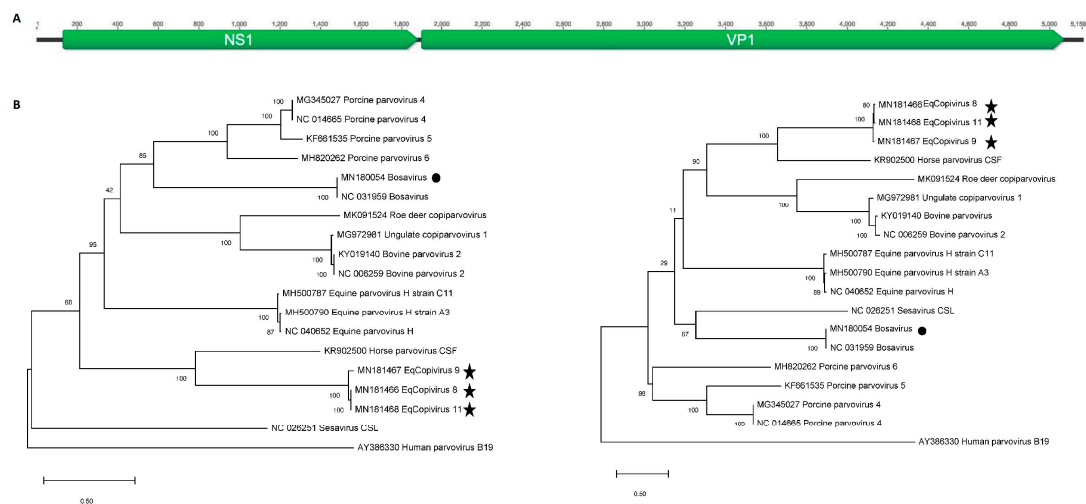 A
1 200 400 600 800 1,000 1,200 1,400 1,600 1,800 2,000 2,200 2,400 2,600 2,800 3,000 3,200 3,400 3,600 3,800 4,000 4,200 4,400 4,600 4,800 5,000 5,159
NS1 VP1
B
100 MG345027 Porcine parvovirus 4
100 NC 014665 Porcine parvovirus 4
100 KF661535 Porcine parvovirus 5
85 MH820262 Porcine parvovirus 6
MN180054 Bosavirus
42 100 NC 031959 Bosavirus
MK091524 Roe deer copiparvovirus
MG972981 Ungulate copiparvovirus 1
95 100 100 KY019140 Bovine parvovirus 2
100 NC 006259 Bovine parvovirus 2
MH500787 Equine parvovirus H strain C11
68 100 MH500790 Equine parvovirus H strain A3
87 NC 040652 Equine parvovirus H
KR902500 Horse parvovirus CSF
100 MN181467 EqCopivirus 9
MN181466 EqCopivirus 8
100 100 MN181468 EqCopivirus 11
NC 026251 Sesavirus CSL
AY386330 Human parvovirus B19
0.50
80 MN181466 EqCopivirus 8
100 MN181468 EqCopivirus 11
100 MN181467 EqCopivirus 9
90 KR902500 Horse parvovirus CSF
MK091524 Roe deer copiparvovirus
100 MG972981 Ungulate copiparvovirus 1
11 100 KY019140 Bovine parvovirus
100 NC 006259 Bovine parvovirus 2
MH500787 Equine parvovirus H strain C11
29 100 MH500790 Equine parvovirus H strain A3
89 NC 040652 Equine parvovirus H
NC 026251 Sesavirus CSL
67 MN180054 Bosavirus
100 NC 031959 Bosavirus
MH820262 Porcine parvovirus 6
98 KF661535 Porcine parvovirus 5
100 MG345027 Porcine parvovirus 4
100 NC 014665 Porcine parvovirus 4
AY386330 Human parvovirus B19
0.50